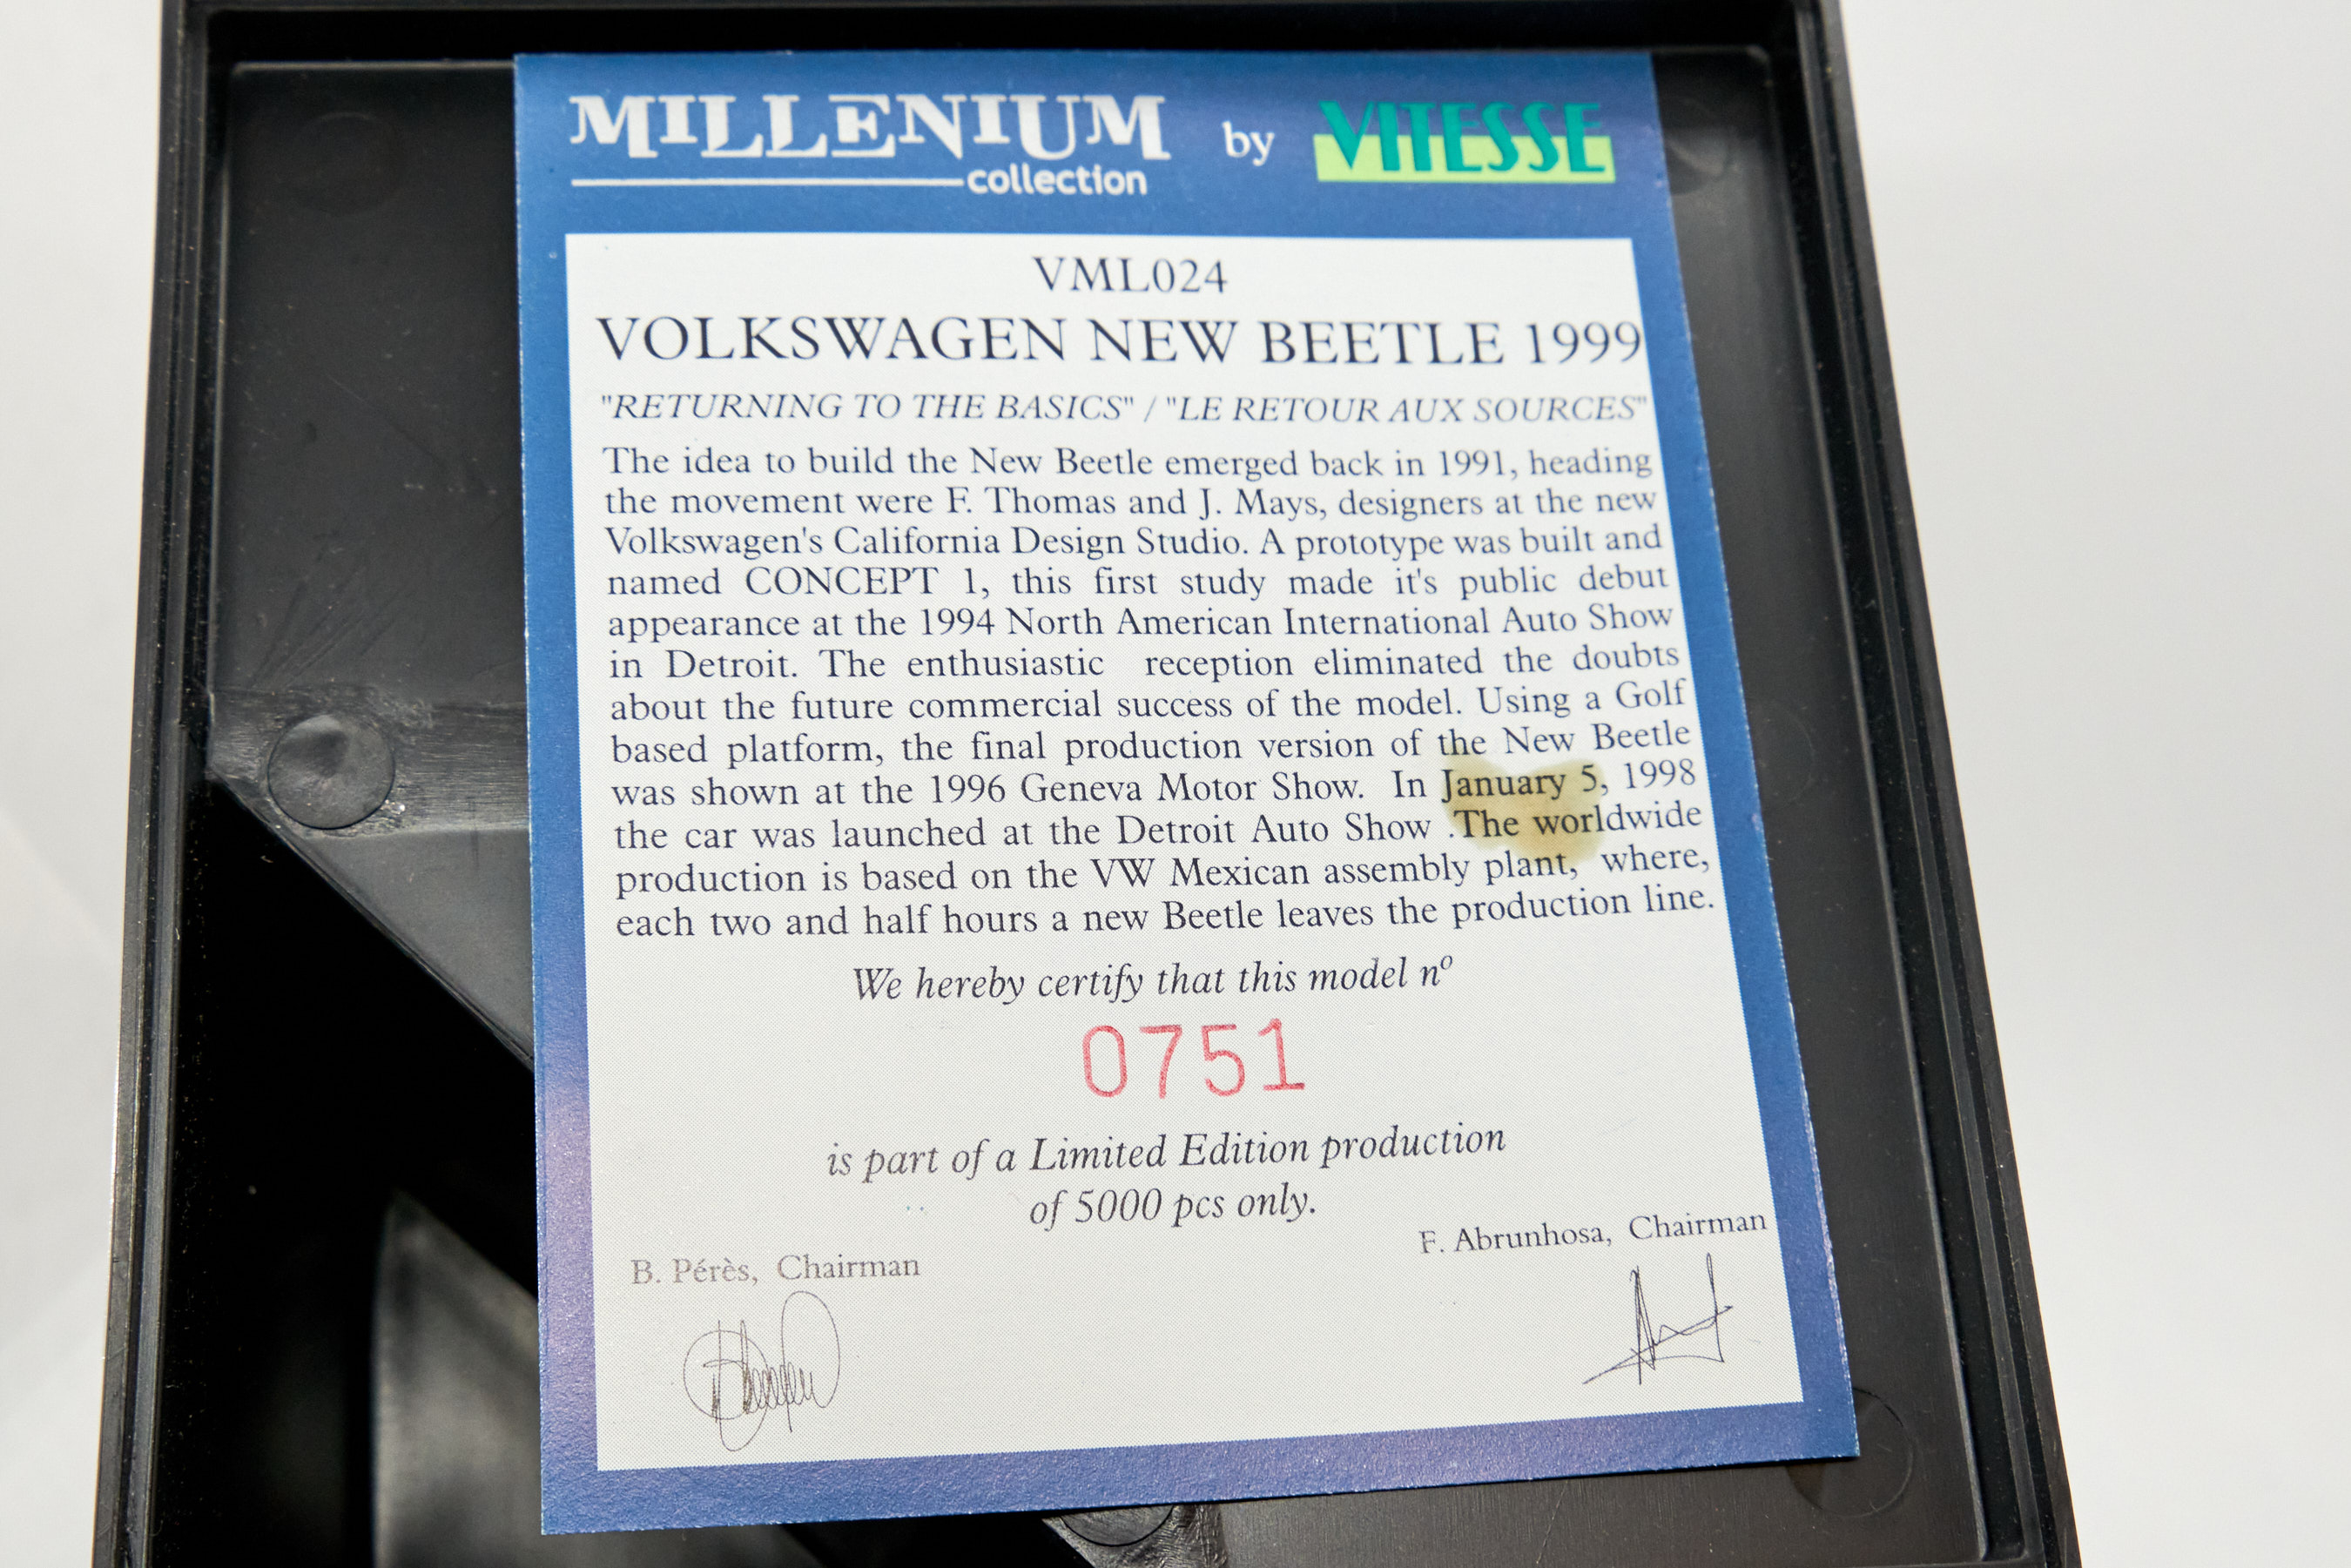 MILLENIUM
collection
by
VITESSE
VML024
VOLKSWAGEN NEW BEETLE 1999
"RETURNING TO THE BASICS" / "LE RETOUR AUX SOURCES"
The idea to build the New Beetle emerged back in 1991, heading
the movement were F. Thomas and J. Mays, designers at the new
Volkswagen's California Design Studio. A prototype was built and
named CONCEPT 1, this first study made it's public debut
appearance at the 1994 North American International Auto Show
in Detroit. The enthusiastic reception eliminated the doubts
about the future commercial success of the model. Using a Golf
based platform, the final production version of the New Beetle
was shown at the 1996 Geneva Motor Show. In January 5, 1998
the car was launched at the Detroit Auto Show .The worldwide
production is based on the VW Mexican assembly plant, where,
each two and half hours a new Beetle leaves the production line.
We hereby certify that this model nº
0751
is part of a Limited Edition production
of 5000 pcs only.
B. Pérès, Chairman
F. Abrunhosa, Chairman